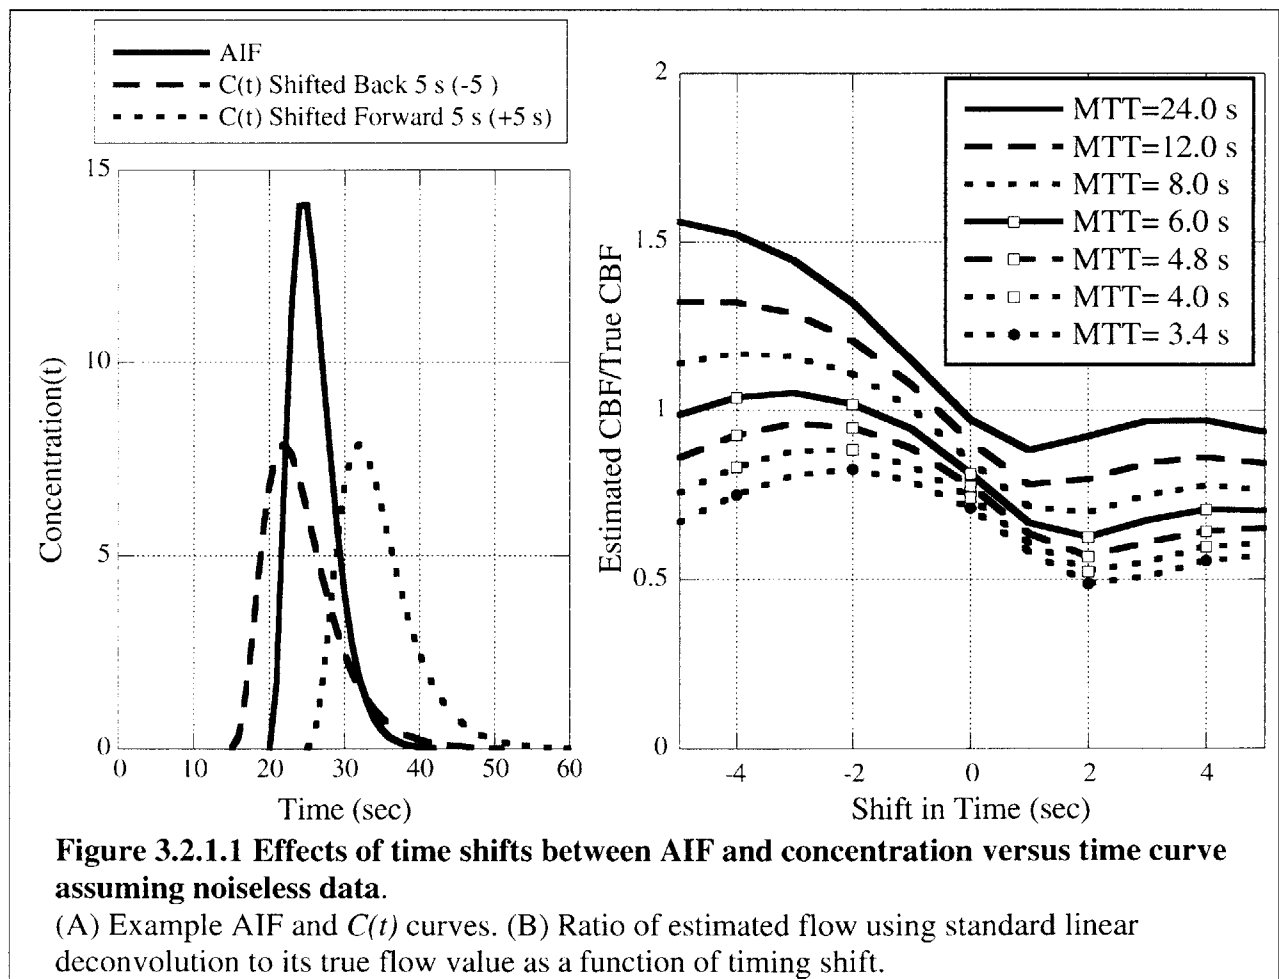 AIF
C(t) Shifted Back 5 s (-5 )
C(t) Shifted Forward 5 s (+5 s)
Concentration(t)
15
10
5
0
0
10
20
30
40
50
60
Time (sec)
Estimated CBF/True CBF
2
1.5
1
0.5
0
-4
-2
0
2
4
Shift in Time (sec)
MTT=24.0 s
MTT=12.0 s
MTT= 8.0 s
MTT= 6.0 s
MTT= 4.8 s
MTT= 4.0 s
MTT= 3.4 s
Figure 3.2.1.1 Effects of time shifts between AIF and concentration versus time curve
assuming noiseless data.
(A) Example AIF and C(t) curves. (B) Ratio of estimated flow using standard linear
deconvolution to its true flow value as a function of timing shift.